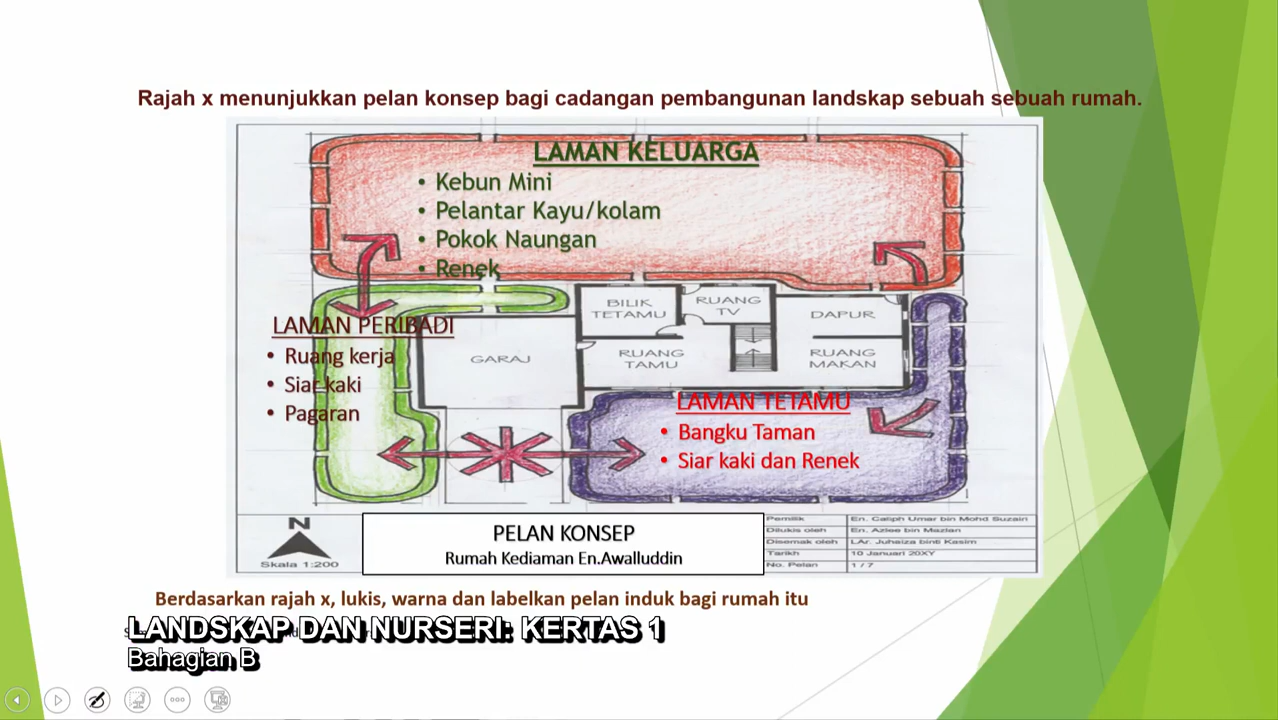 Rajah x menunjukkan pelan konsep bagi cadangan pembangunan landskap sebuah sebuah rumah.
LAMAN KELUARGA
• Kebun Mini
• Pelantar Kayu/kolam
• Pokok Naungan
• Renek
BILIK
TETAMU
RUANG
TV
DAPUR
LAMAN PERIBADI
• Ruang kerja
• Siar kaki
• Pagaran
GARAJ
RUANG
TAMU
RUANG
MAKAN
LAMAN TETAMU
• Bangku Taman
• Siar kaki dan Renek
N
Skala 1:200
PELAN KONSEP
Rumah Kediaman En.Awalluddin
Pemilik En. Caliph Umar bin Mohd Suzain
Dilukis oleh En. Azlee bin Mazlan
Disemak oleh LAr. Juhaiza binti Kasim
Tarikh 10 Januari 20XY
No. Pelan 1 / 7
Berdasarkan rajah x, lukis, warna dan labelkan pelan induk bagi rumah itu
LANDSKAP DAN NURSERI: KERTAS 1
Bahagian B